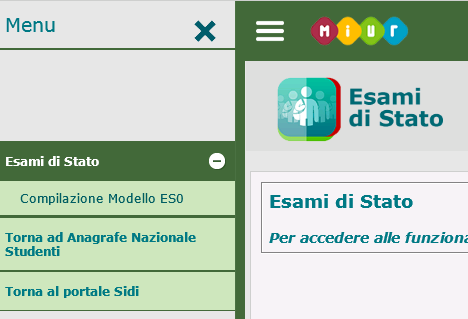 Menu
Esami di Stato
Compilazione Modello ES0
Torna ad Anagrafe Nazionale
Studenti
Torna al portale Sidi
MIUr
Esami
di Stato
Esami di Stato
Per accedere alle funziona